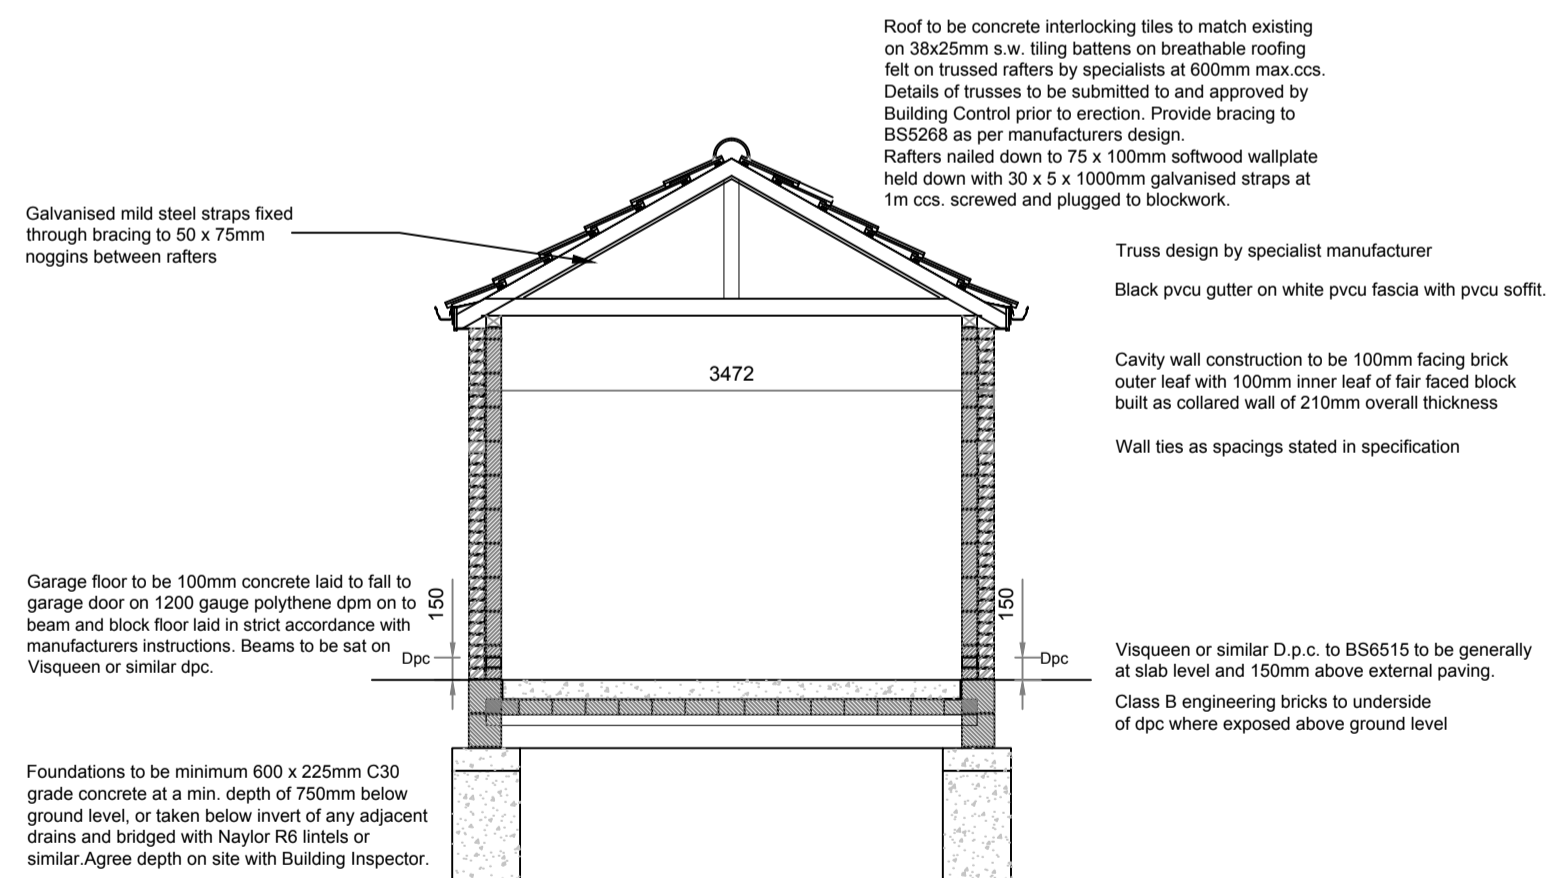 Roof to be concrete interlocking tiles to match existing
on 38x25mm s.w. tiling battens on breathable roofing
felt on trussed rafters by specialists at 600mm max.ccs.
Details of trusses to be submitted to and approved by
Building Control prior to erection. Provide bracing to
BS5268 as per manufacturers design.
Rafters nailed down to 75 x 100mm softwood wallplate
held down with 30 x 5 x 1000mm galvanised straps at
1m ccs. screwed and plugged to blockwork.
Galvanised mild steel straps fixed
through bracing to 50 x 75mm
noggins between rafters
Truss design by specialist manufacturer
Black pvcu gutter on white pvcu fascia with pvcu soffit.
3472
Cavity wall construction to be 100mm facing brick
outer leaf with 100mm inner leaf of fair faced block
built as collared wall of 210mm overall thickness
Wall ties as spacings stated in specification
Garage floor to be 100mm concrete laid to fall to
garage door on 1200 gauge polythene dpm on to
beam and block floor laid in strict accordance with
manufacturers instructions. Beams to be sat on
Visqueen or similar dpc.
150
Dpc
150
Dpc
Visqueen or similar D.p.c. to BS6515 to be generally
at slab level and 150mm above external paving.
Class B engineering bricks to underside
of dpc where exposed above ground level
Foundations to be minimum 600 x 225mm C30
grade concrete at a min. depth of 750mm below
ground level, or taken below invert of any adjacent
drains and bridged with Naylor R6 lintels or
similar.Agree depth on site with Building Inspector.